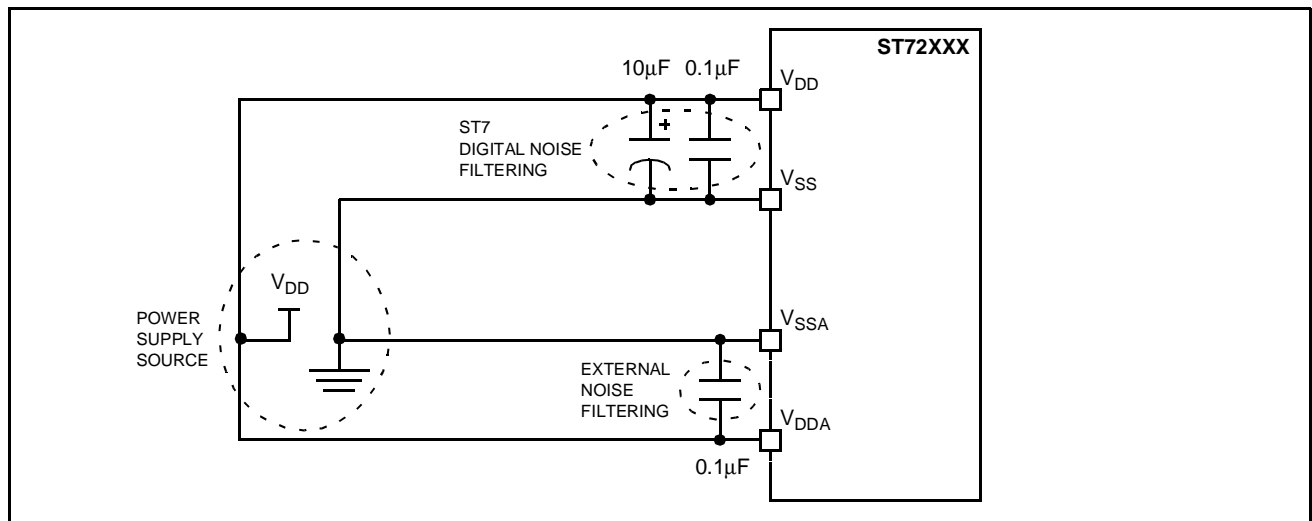 ST72XXX
10μF 0.1μF
VDD
+
ST7
DIGITAL NOISE
FILTERING
VSS
VDD
POWER
SUPPLY
SOURCE
VSSA
EXTERNAL
NOISE
FILTERING
VDDA
0.1μF